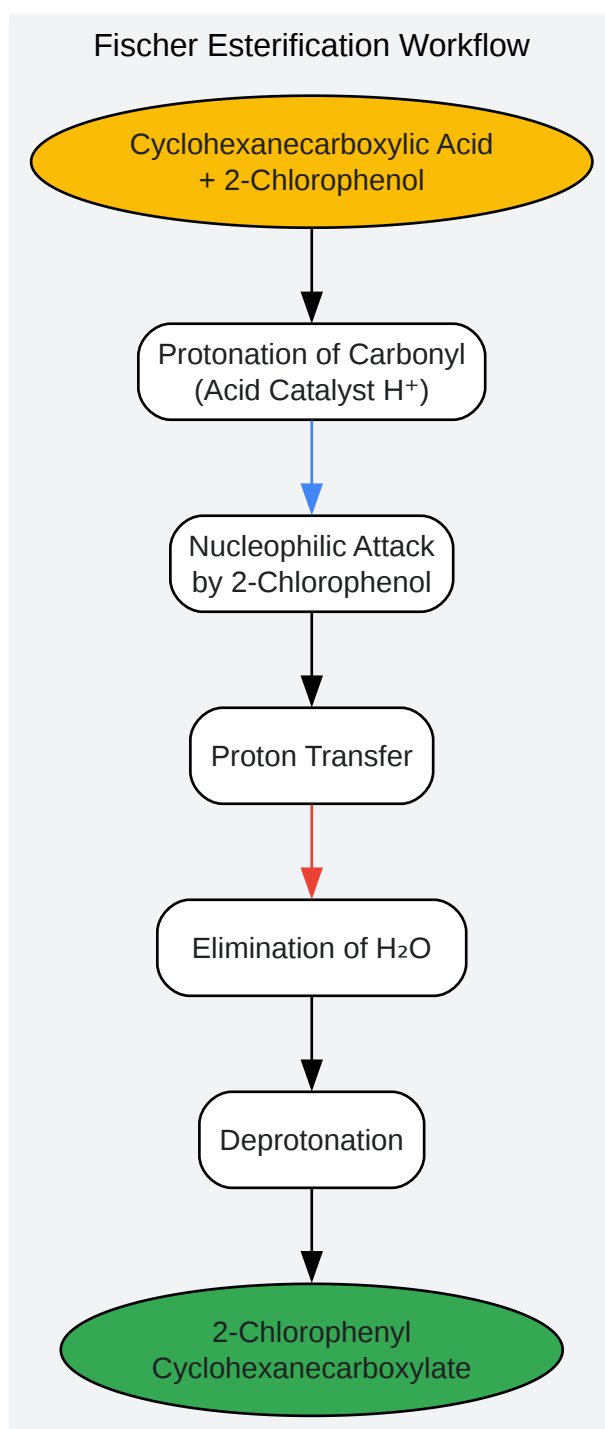 Fischer Esterification Workflow
Cyclohexanecarboxylic Acid
+ 2-Chlorophenol
Protonation of Carbonyl
(Acid Catalyst H⁺)
Nucleophilic Attack
by 2-Chlorophenol
Proton Transfer
Elimination of H₂O
Deprotonation
2-Chlorophenyl
Cyclohexanecarboxylate